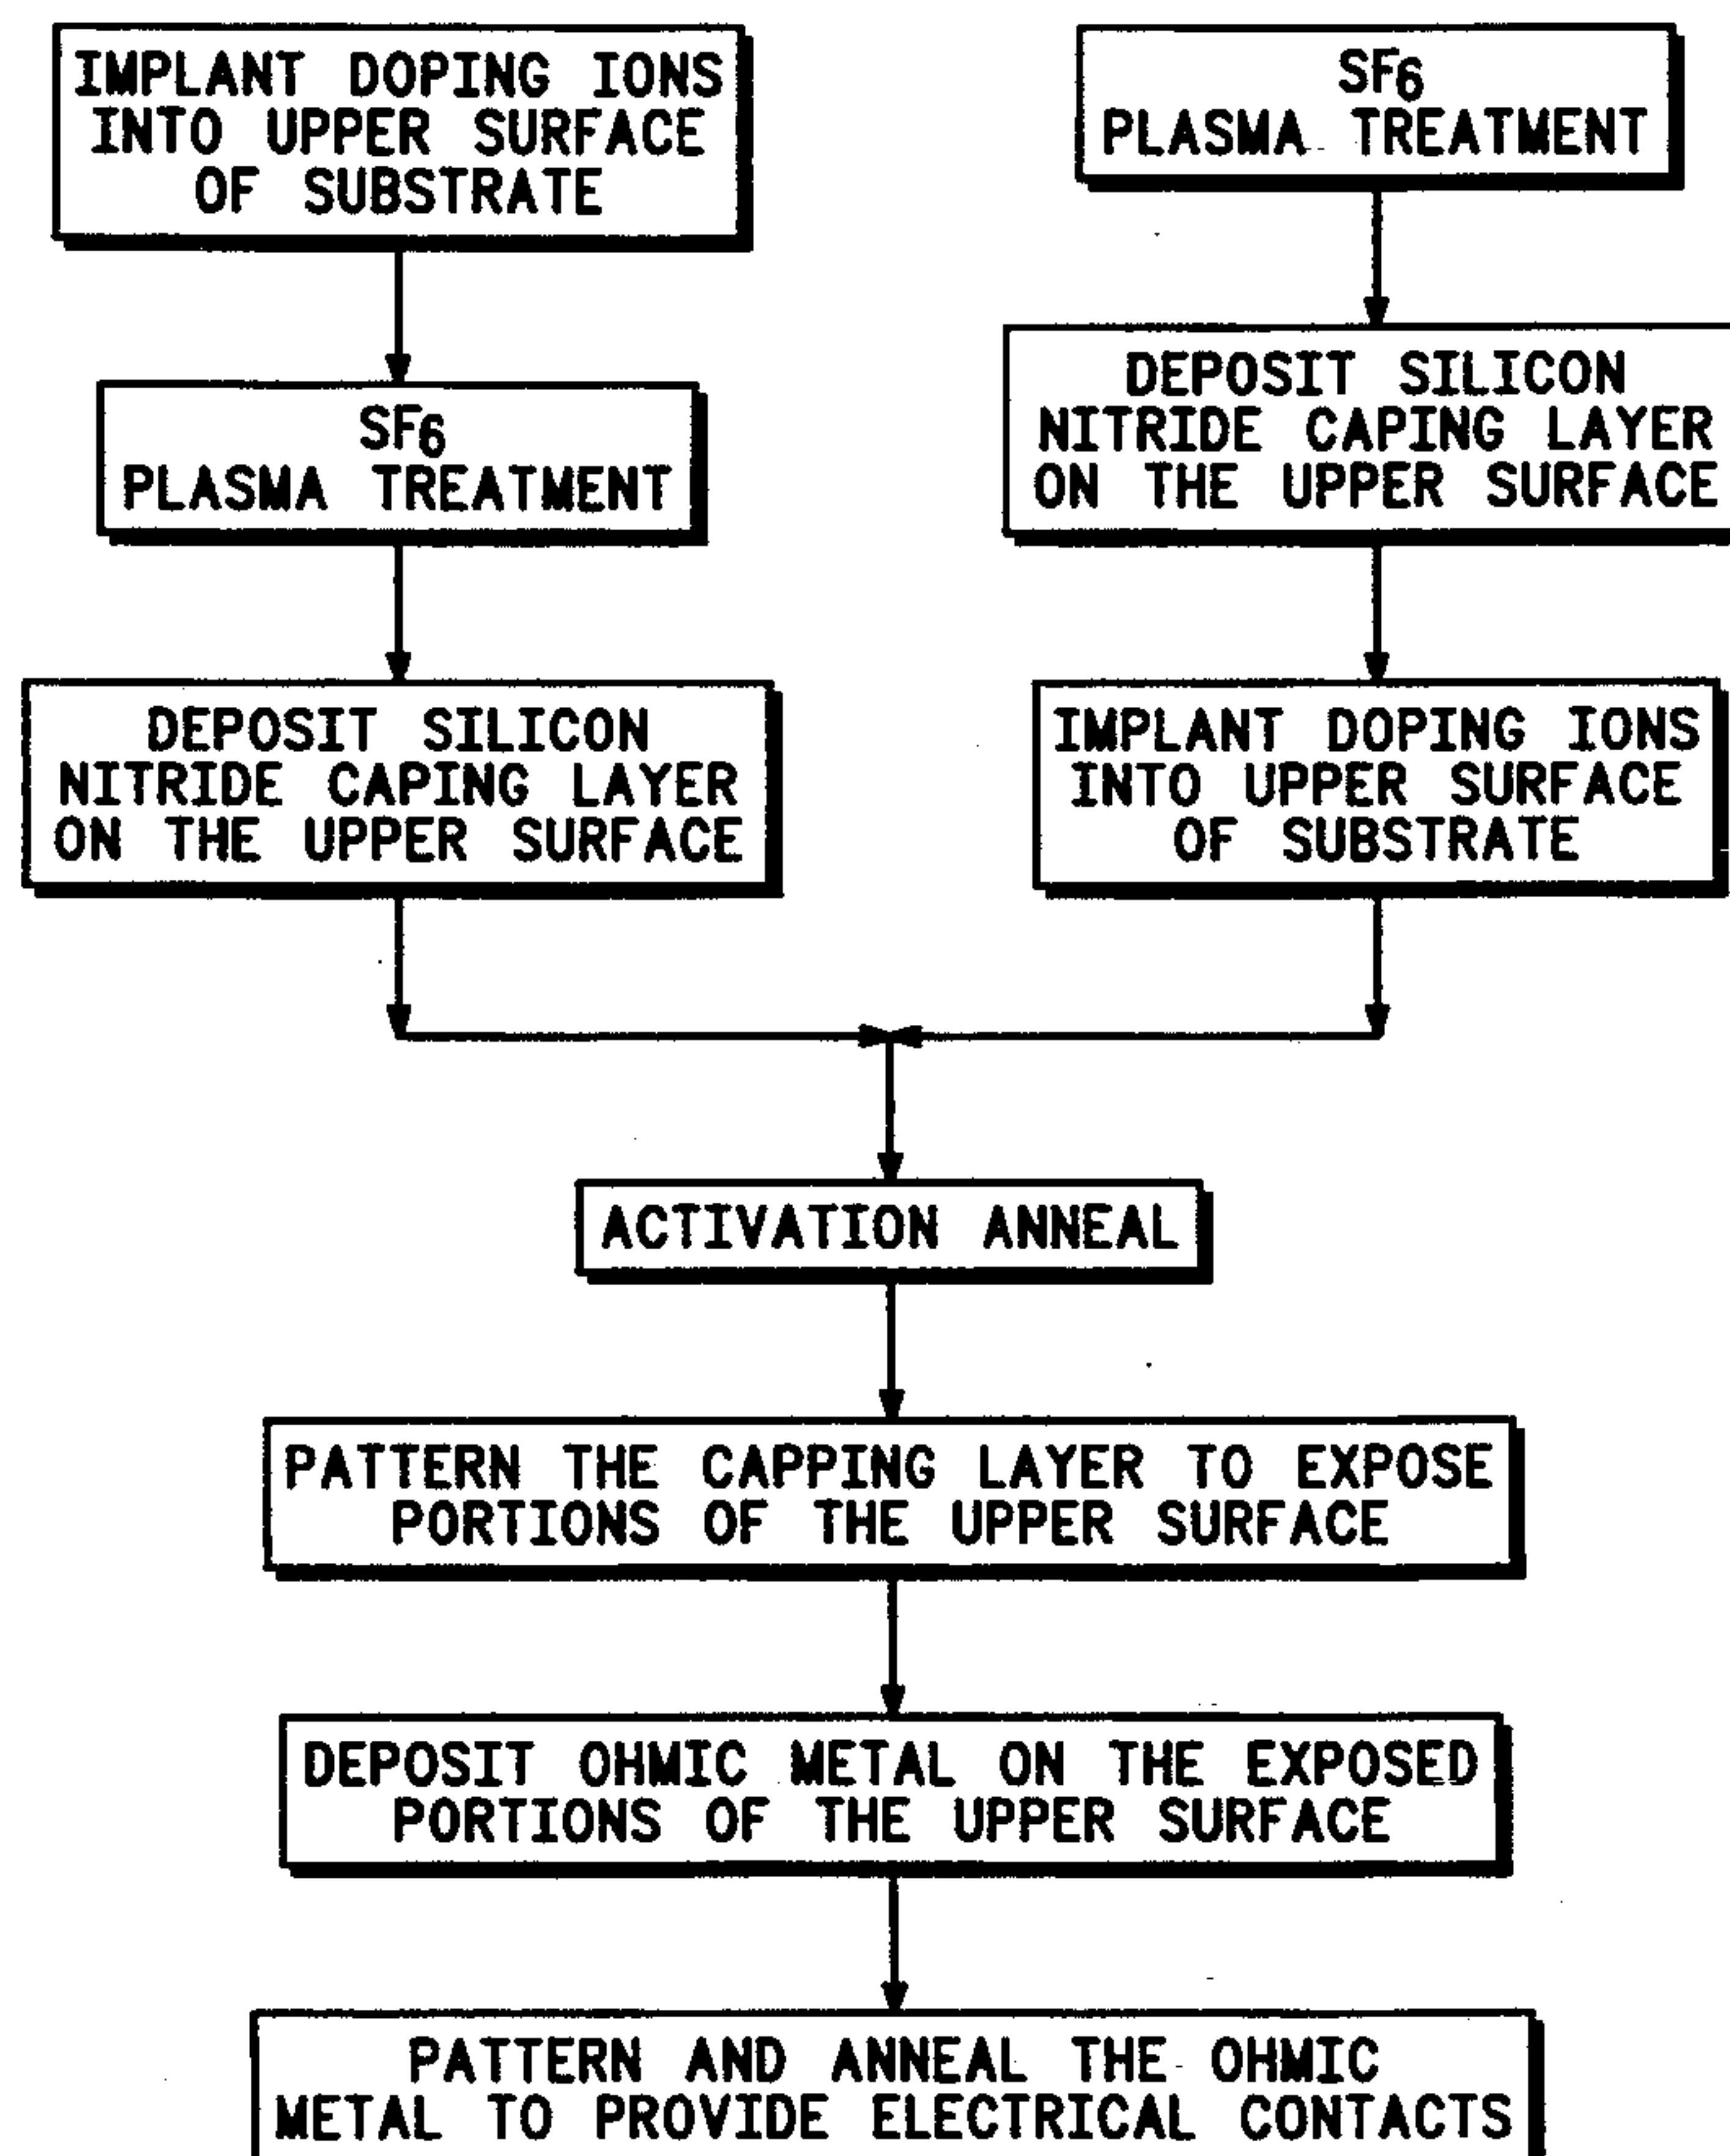 IMPLANT DOPING IONS
INTO UPPER SURFACE
OF SUBSTRATE
SF6
PLASMA TREATMENT
DEPOSIT SILICON
NITRIDE CAPING LAYER
ON THE UPPER SURFACE
SF6
PLASMA TREATMENT
DEPOSIT SILICON
NITRIDE CAPING LAYER
ON THE UPPER SURFACE
IMPLANT DOPING IONS
INTO UPPER SURFACE
OF SUBSTRATE
ACTIVATION ANNEAL
PATTERN THE CAPPING LAYER TO EXPOSE
PORTIONS OF THE UPPER SURFACE
DEPOSIT OHMIC METAL ON THE EXPOSED
PORTIONS OF THE UPPER SURFACE
PATTERN AND ANNEAL THE OHMIC
METAL TO PROVIDE ELECTRICAL CONTACTS